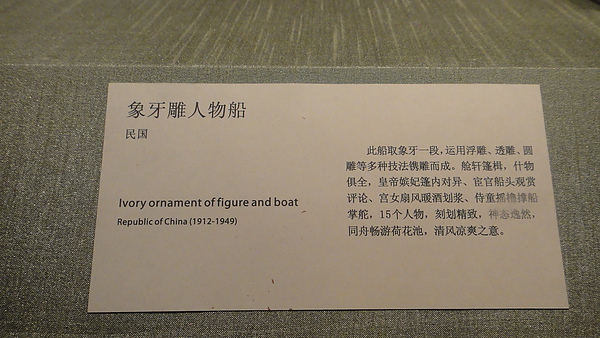 象牙雕人物船
民国
Ivory ornament of figure and boat
Republic of China (1912-1949)
此船取象牙一段，运用浮雕、透雕、圆
雕等多种技法镌雕而成。舱轩篷楫，什物
俱全，皇帝嫔妃篷内对弈、宦官船头观赏
评论、宫女扇风暖酒划浆、侍童摇橹撑船
掌舵，15个人物，刻划精致，神态逸然，
同舟畅游荷花池，清风凉爽之意。